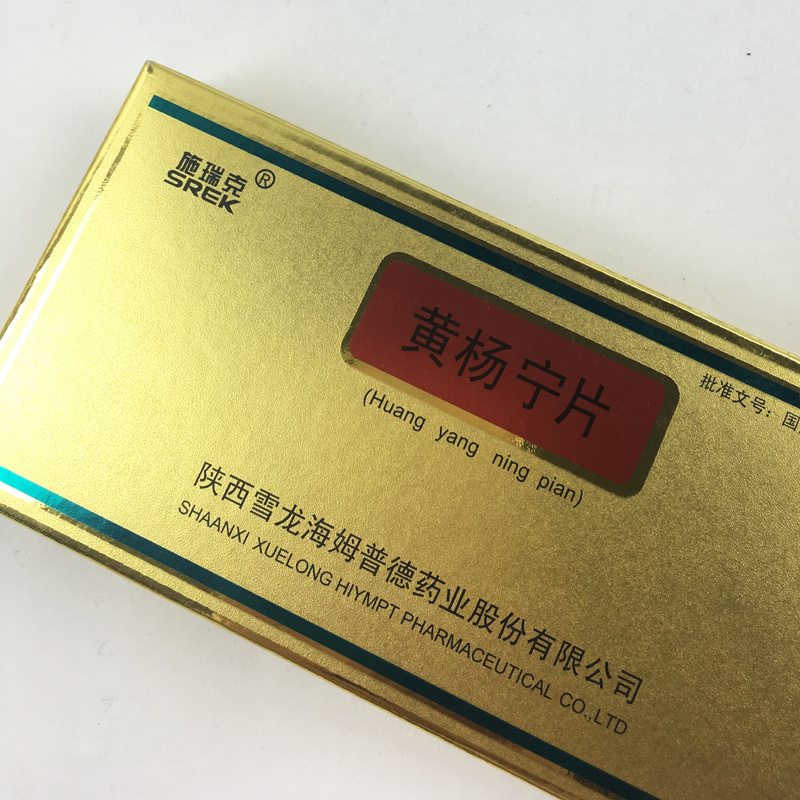 施瑞克®
SREK
黄杨宁片
(Huang yang ning pian)
批准文号：国
陕西雪龙海姆普德药业股份有限公司
SHAANXI XUELONG HIYMPT PHARMACEUTICAL CO.,LTD